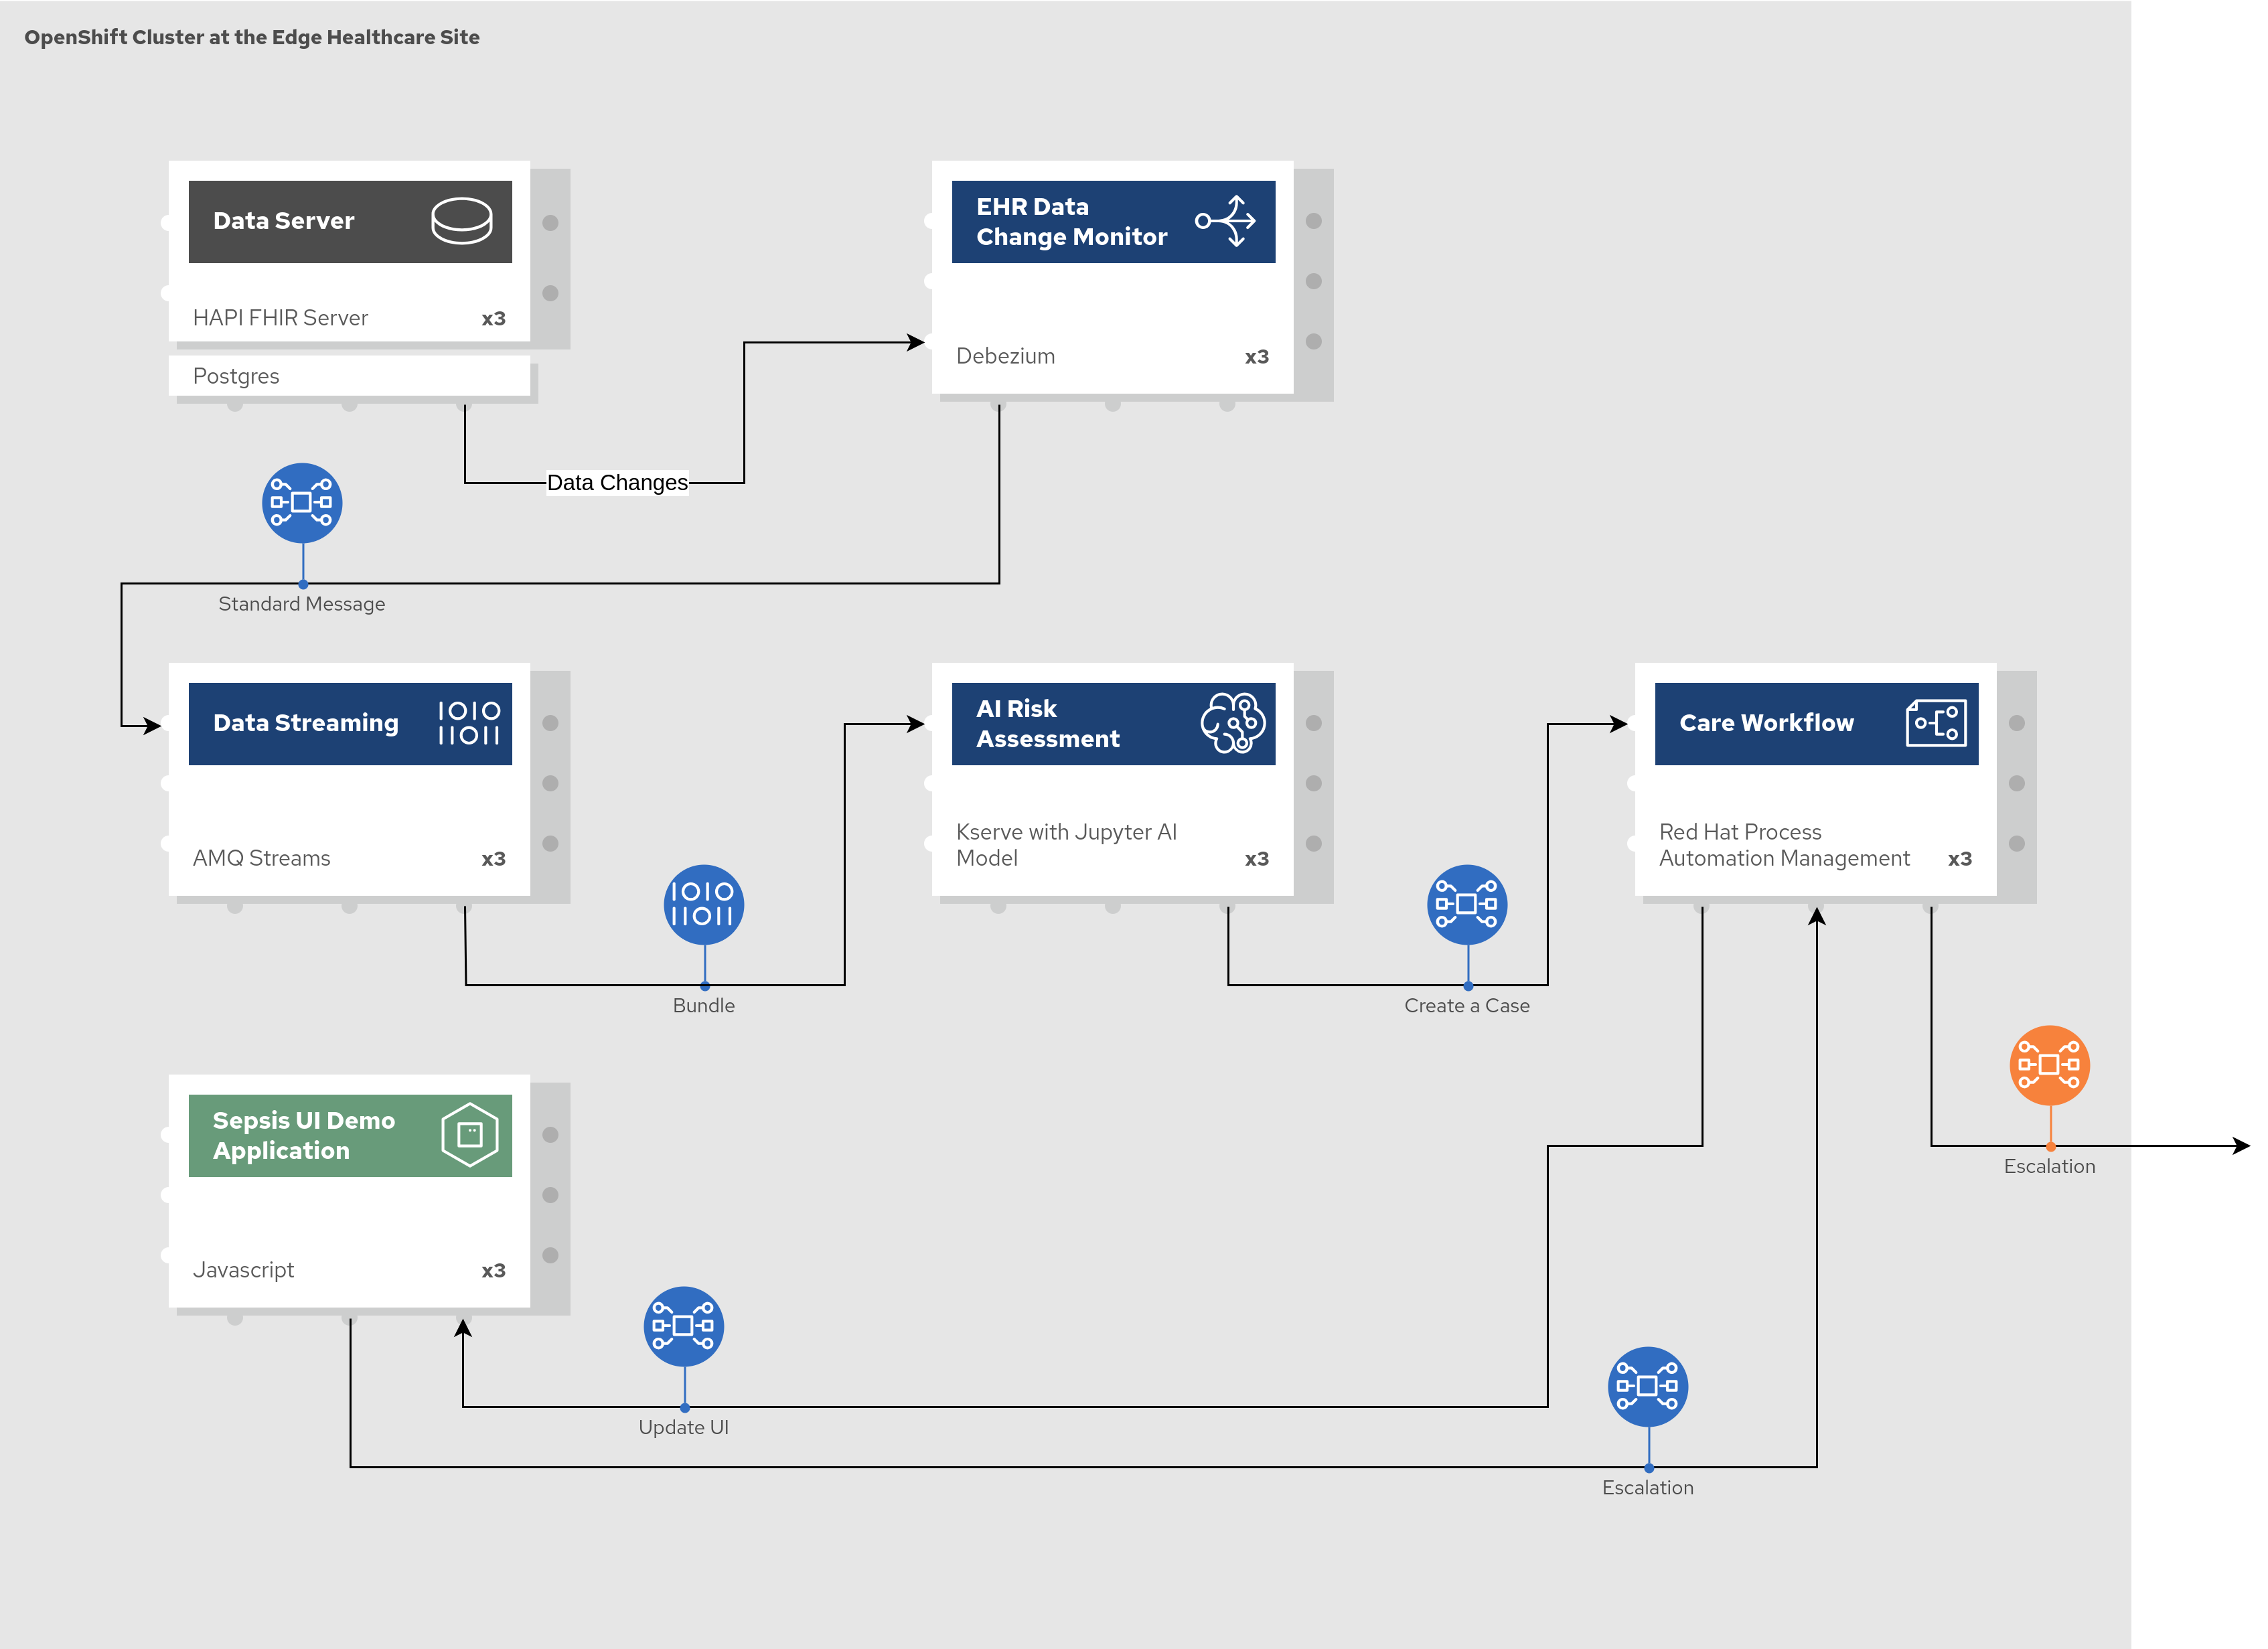 OpenShift Cluster at the Edge Healthcare Site
Data Server
HAPI FHIR Server x3
Postgres
EHR Data
Change Monitor
Debezium x3
Data Changes
Standard Message
Data Streaming
AMQ Streams x3
AI Risk
Assessment
Kserve with Jupyter AI
Model x3
Care Workflow
Red Hat Process
Automation Management x3
Bundle
Create a Case
Sepsis UI Demo
Application
Javascript x3
Escalation
Update UI
Escalation